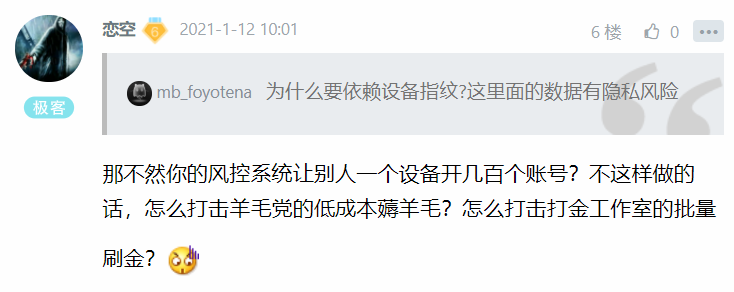 恋空 6 2021-1-12 10:01 6 楼 0
极客
mb_foyotena 为什么要依赖设备指纹?这里面的数据有隐私风险
那不然你的风控系统让别人一个设备开几百个账号？不这样做的
话，怎么打击羊毛党的低成本薅羊毛？怎么打击打金工作室的批量
刷金？